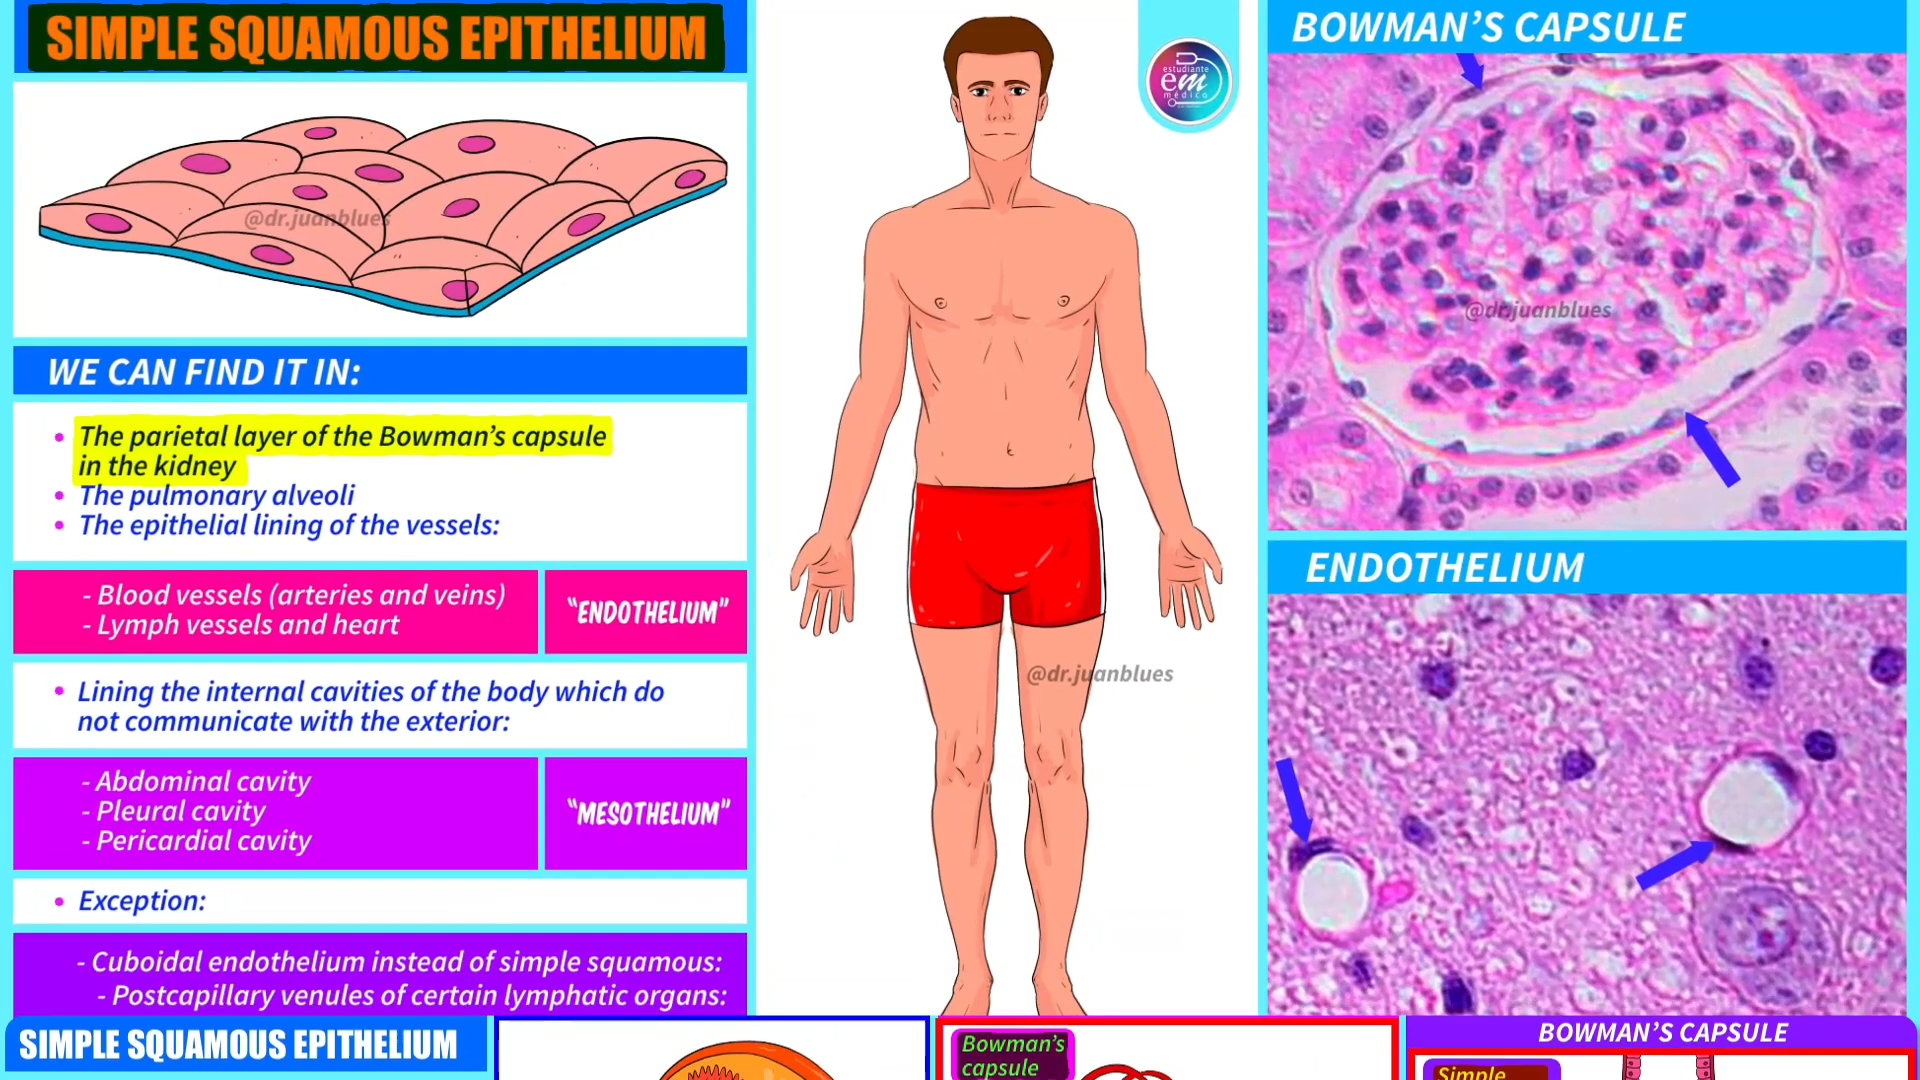 SIMPLE SQUAMOUS EPITHELIUM
@dr.juanblues
WE CAN FIND IT IN:
• The parietal layer of the Bowman's capsule
in the kidney
• The pulmonary alveoli
• The epithelial lining of the vessels:
- Blood vessels (arteries and veins)
- Lymph vessels and heart
"ENDOTHELIUM"
• Lining the internal cavities of the body which do
not communicate with the exterior:
- Abdominal cavity
- Pleural cavity
- Pericardial cavity
"MESOTHELIUM"
• Exception:
- Cuboidal endothelium instead of simple squamous:
- Postcapillary venules of certain lymphatic organs:
estudiante
em
médico
@dr.juanblues
BOWMAN'S CAPSULE
@dr.juanblues
ENDOTHELIUM
SIMPLE SQUAMOUS EPITHELIUM
Bowman's
capsule
BOWMAN'S CAPSULE
Simple